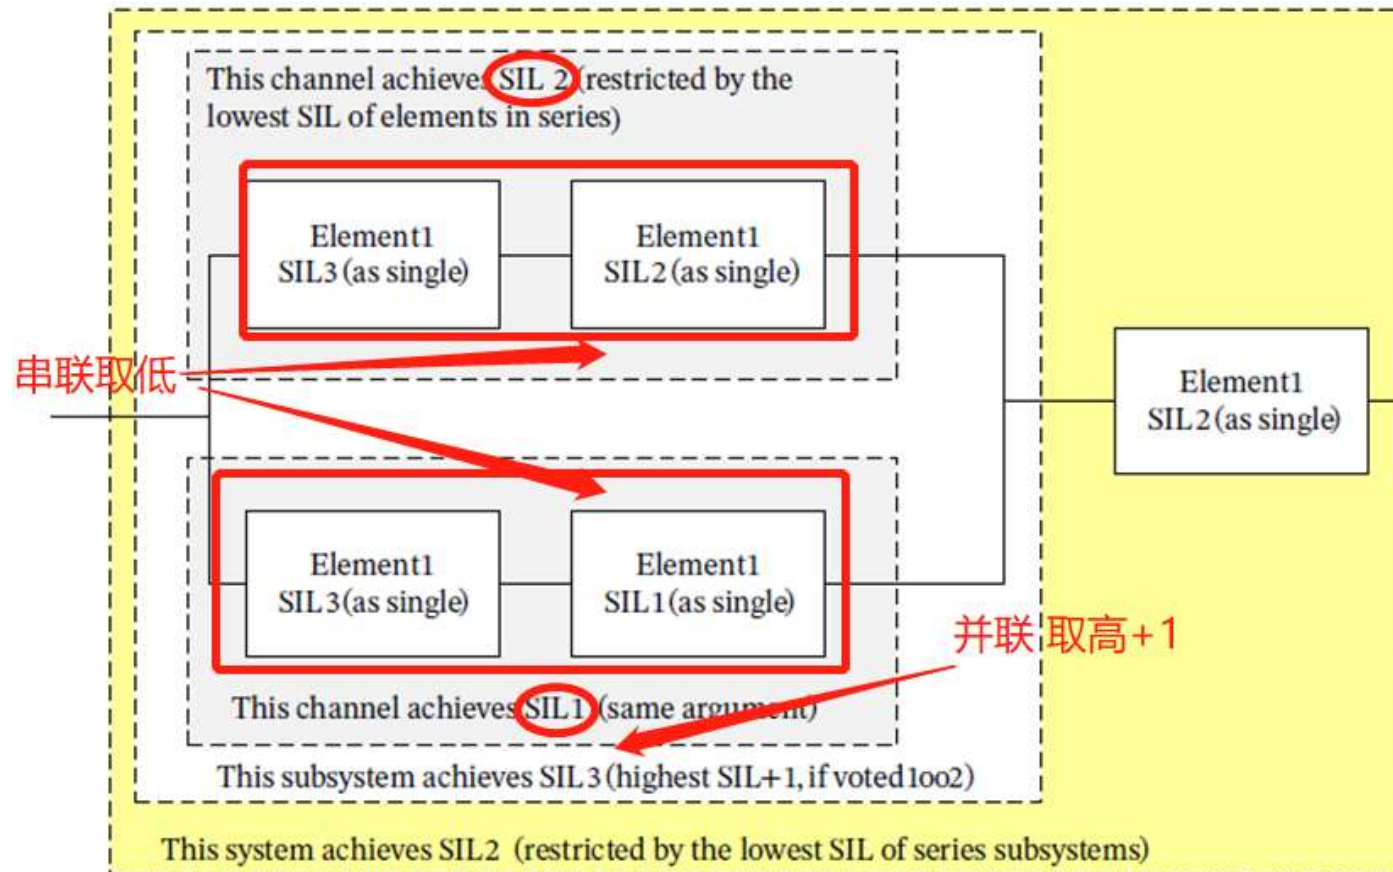 This channel achieves SIL 2 (restricted by the
lowest SIL of elements in series)
Element1
SIL3(as single)
Element1
SIL2(as single)
串联取低
Element1
SIL2(as single)
Element1
SIL3(as single)
Element1
SIL1(as single)
并联 取高+1
This channel achieves SIL1 (same argument)
This subsystem achieves SIL3(highest SIL+1, if voted 1oo2)
This system achieves SIL2 (restricted by the lowest SIL of series subsystems)